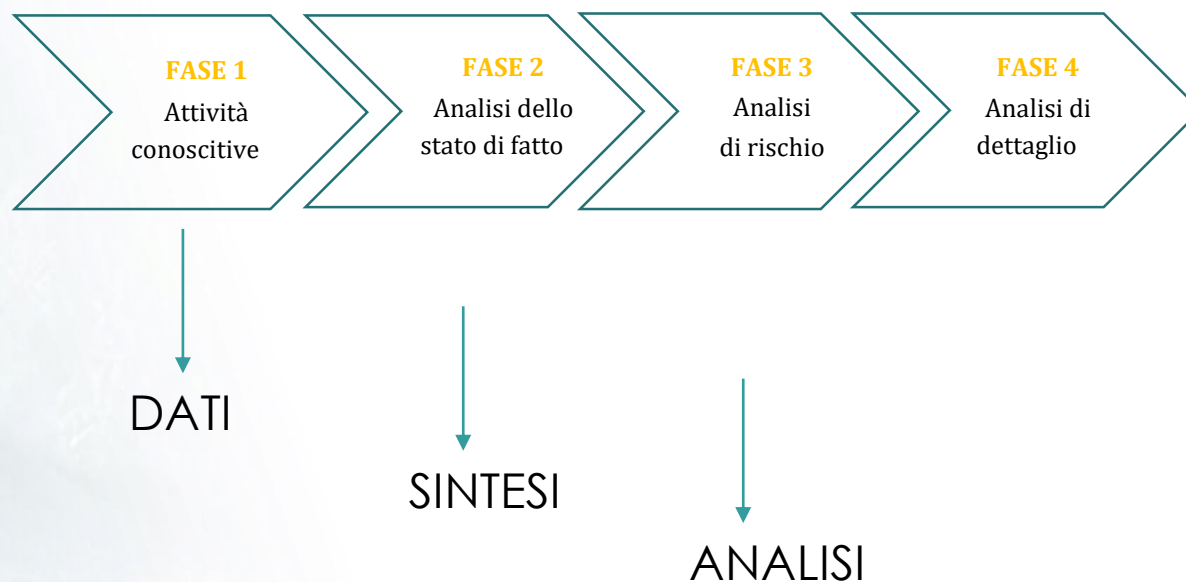 FASE 1
Attività
conoscitive
FASE 2
Analisi dello
stato di fatto
FASE 3
Analisi
di rischio
FASE 4
Analisi di
dettaglio
DATI
SINTESI
ANALISI